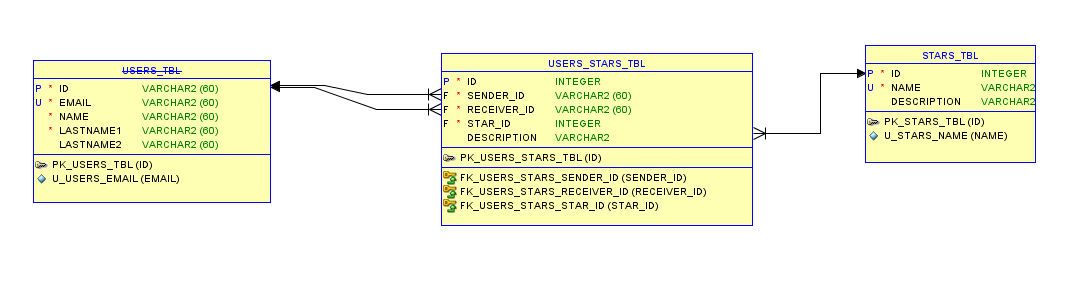 USERS_TBL
P * ID VARCHAR2 (60)
U * EMAIL VARCHAR2 (60)
* NAME VARCHAR2 (60)
* LASTNAME1 VARCHAR2 (60)
LASTNAME2 VARCHAR2 (60)
PK_USERS_TBL (ID)
U_USERS_EMAIL (EMAIL)
USERS_STARS_TBL
P * ID INTEGER
F * SENDER_ID VARCHAR2 (60)
F * RECEIVER_ID VARCHAR2 (60)
F * STAR_ID INTEGER
DESCRIPTION VARCHAR2
PK_USERS_STARS_TBL (ID)
FK_USERS_STARS_SENDER_ID (SENDER_ID)
FK_USERS_STARS_RECEIVER_ID (RECEIVER_ID)
FK_USERS_STARS_STAR_ID (STAR_ID)
STARS_TBL
P * ID INTEGER
U * NAME VARCHAR2
DESCRIPTION VARCHAR2
PK_STARS_TBL (ID)
U_STARS_NAME (NAME)